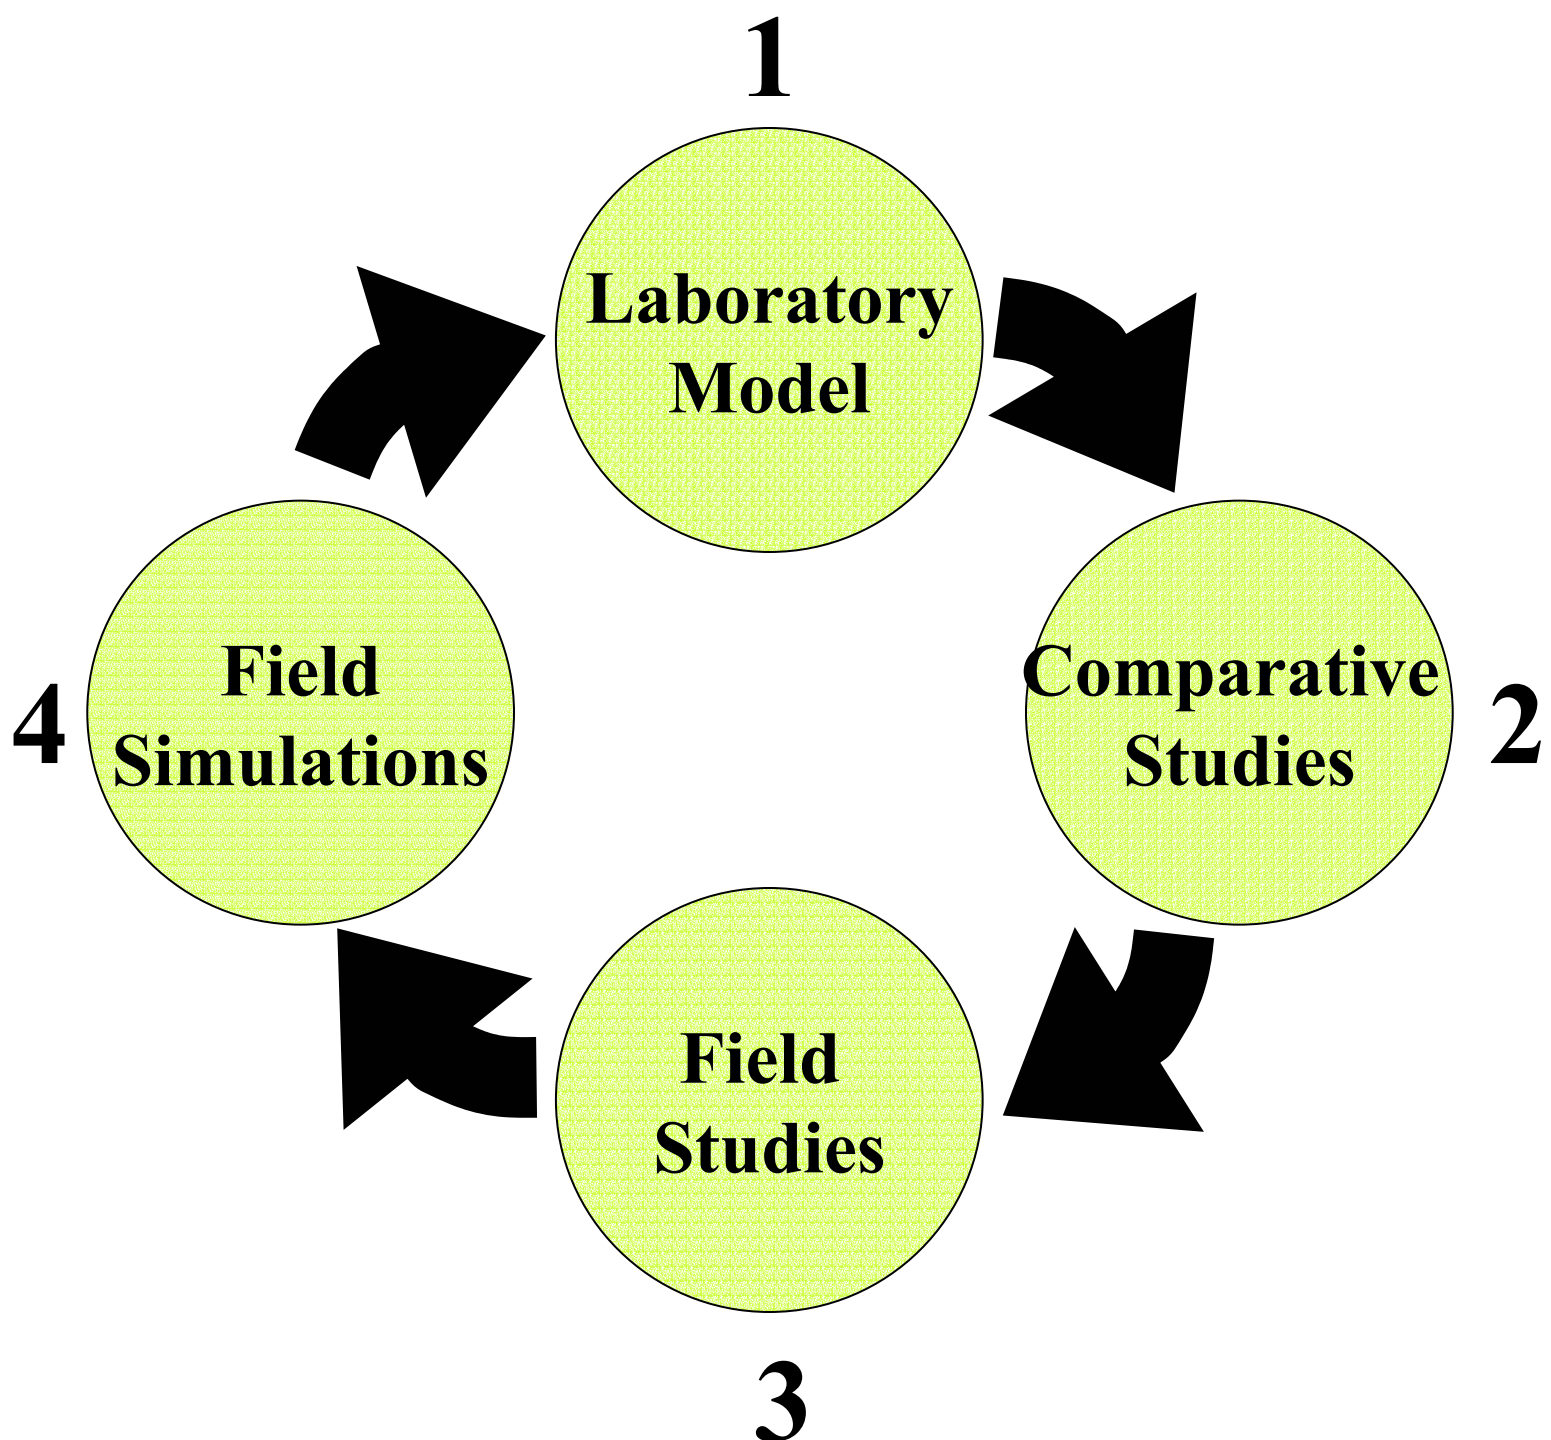 1
Laboratory
Model
Comparative
Studies
2
Field
Studies
3
Field
Simulations
4